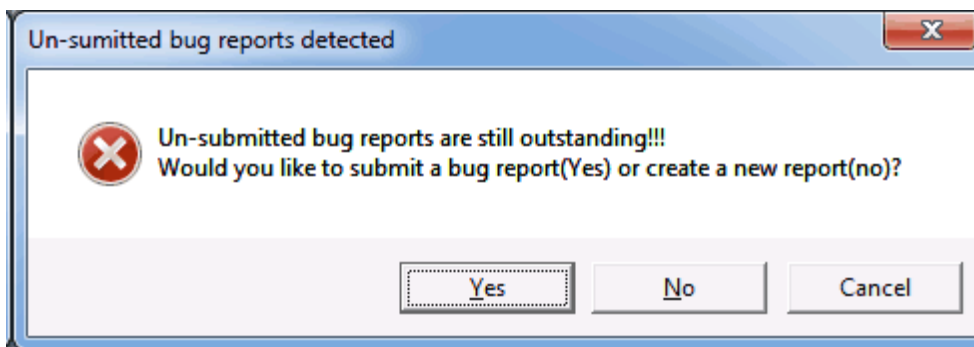 Un-sumitted bug reports detected
Un-submitted bug reports are still outstanding!!!
Would you like to submit a bug report(Yes) or create a new report(no)?
Yes
No
Cancel